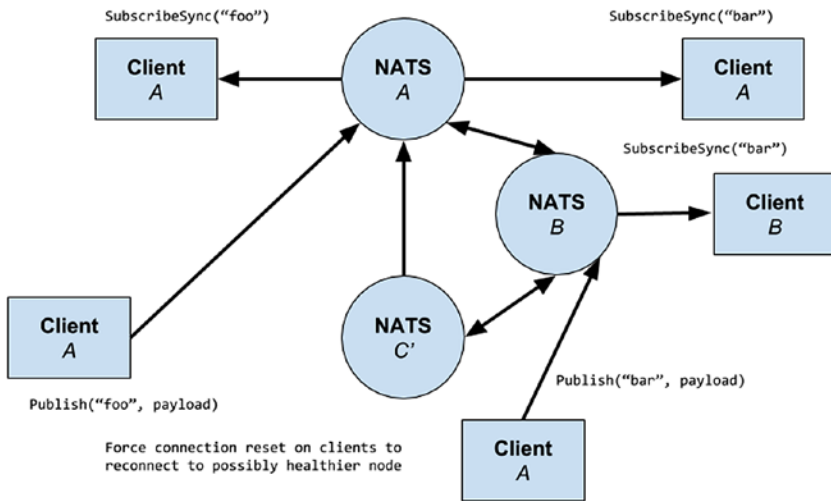 SubscribeSync(“foo”)
SubscribeSync(“bar”)
Client
A
NATS
A
Client
A
SubscribeSync(“bar”)
NATS
B
Client
B
Client
A
NATS
C’
Publish(“foo”, payload)
Publish(“bar”, payload)
Force connection reset on clients to
reconnect to possibly healthier node
Client
A